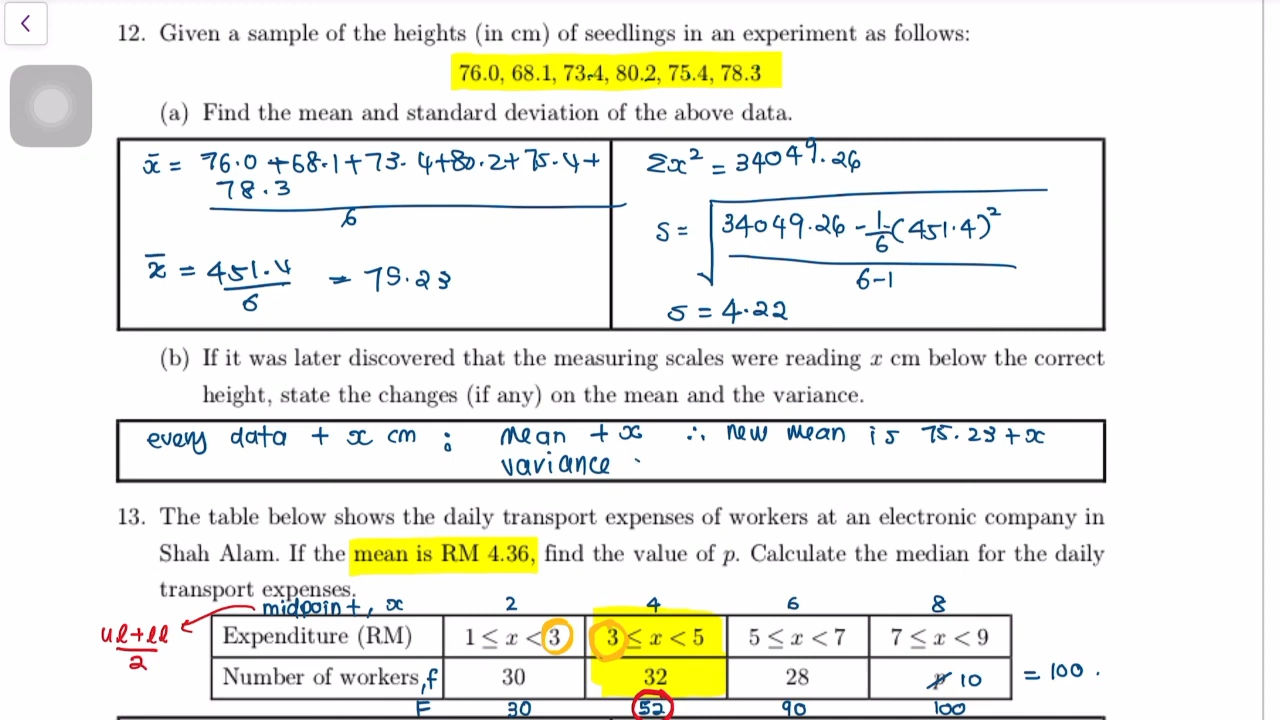 12. Given a sample of the heights (in cm) of seedlings in an experiment as follows:
76.0, 68.1, 73.4, 80.2, 75.4, 78.3
(a) Find the mean and standard deviation of the above data.
x̄ = 76.0 + 68.1 + 73.4 + 80.2 + 75.4 +
78.3
6
x̄ = 451.4 / 6 = 75.23
Σx² = 34049.26
s = √ 34049.26 - 1/6 (451.4)²
6-1
s = 4.22
(b) If it was later discovered that the measuring scales were reading x cm below the correct
height, state the changes (if any) on the mean and the variance.
every data + x cm : mean + x ∴ new mean is 75.23 + x
variance
13. The table below shows the daily transport expenses of workers at an electronic company in
Shah Alam. If the mean is RM 4.36, find the value of p. Calculate the median for the daily
transport expenses.
midpoint, x 2 4 6 8
ul+ll / 2
Expenditure (RM) 1 ≤ x < 3 3 ≤ x < 5 5 ≤ x < 7 7 ≤ x < 9
Number of workers, f 30 32 28 p 10 = 100.
F 30 52 90 100